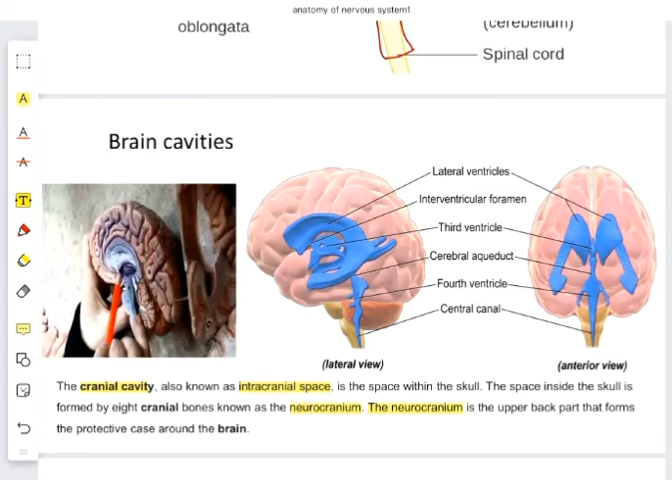 anatomy of nervous system1
oblongata
(cerebellum)
Spinal cord
Brain cavities
Lateral ventricles
Interventricular foramen
Third ventricle
Cerebral aqueduct
Fourth ventricle
Central canal
(lateral view)
(anterior view)
The cranial cavity, also known as intracranial space, is the space within the skull. The space inside the skull is
formed by eight cranial bones known as the neurocranium. The neurocranium is the upper back part that forms
the protective case around the brain.
A
A
A
T